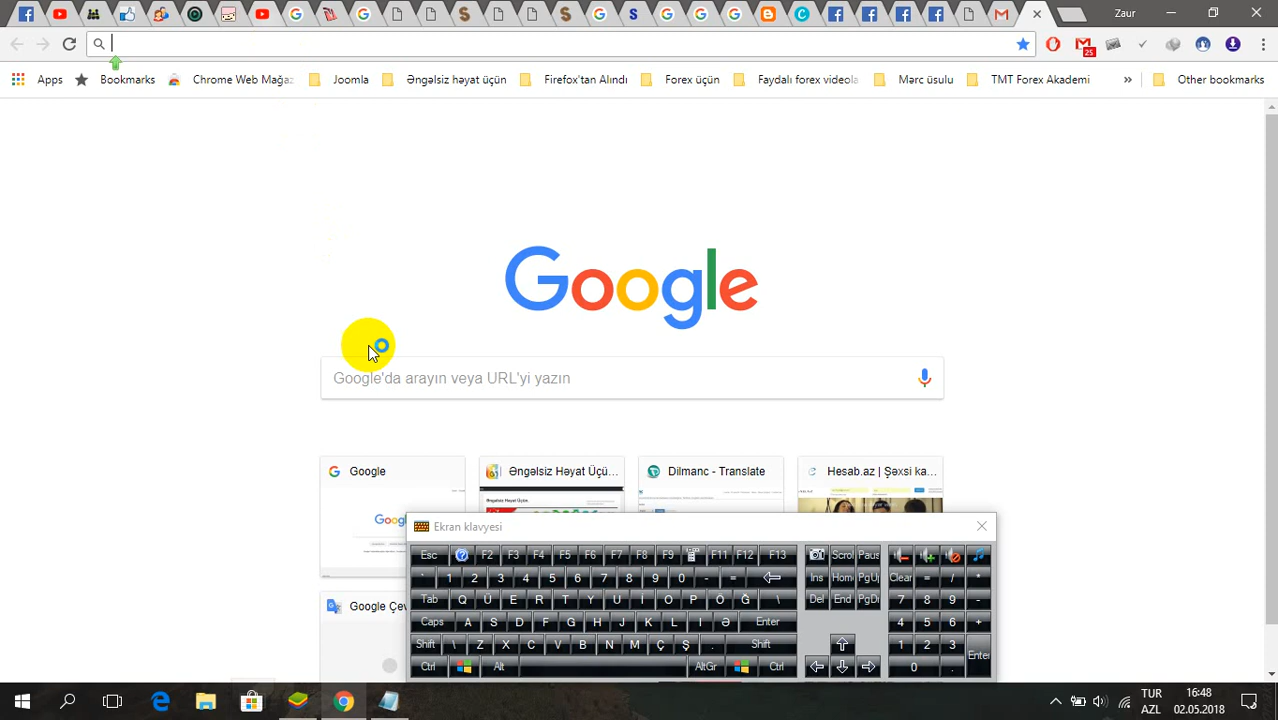 Zaur
25
Apps Bookmarks Chrome Web Mağaz Joomla Əngəlsiz həyat üçün Firefox'tan Alındı Forex üçün Faydalı forex videola Mərc üsulu TMT Forex Akademi » Other bookmarks
Google
Google'da arayın veya URL'yi yazın
Google Əngəlsiz Həyat Üçü... Dilmanc - Translate Hesab.az | Şəxsi ka...
Google Çev
Ekran klavyesi
Esc F2 F3 F4 F5 F6 F7 F8 F9 F11 F12 F13 Scrol Paus
` 1 2 3 4 5 6 7 8 9 0 - = Ins Hom PgU Clear = / *
Tab Q Ü E R T Y U İ O P Ö Ğ \ Del End PgD 7 8 9 -
Caps A S D F G H J K L I Ə Enter 4 5 6 +
Shift \ Z X C V B N M Ç Ş . Shift 1 2 3 Enter
Ctrl Alt AltGr Ctrl 0 .
TUR 16:48
AZL 02.05.2018